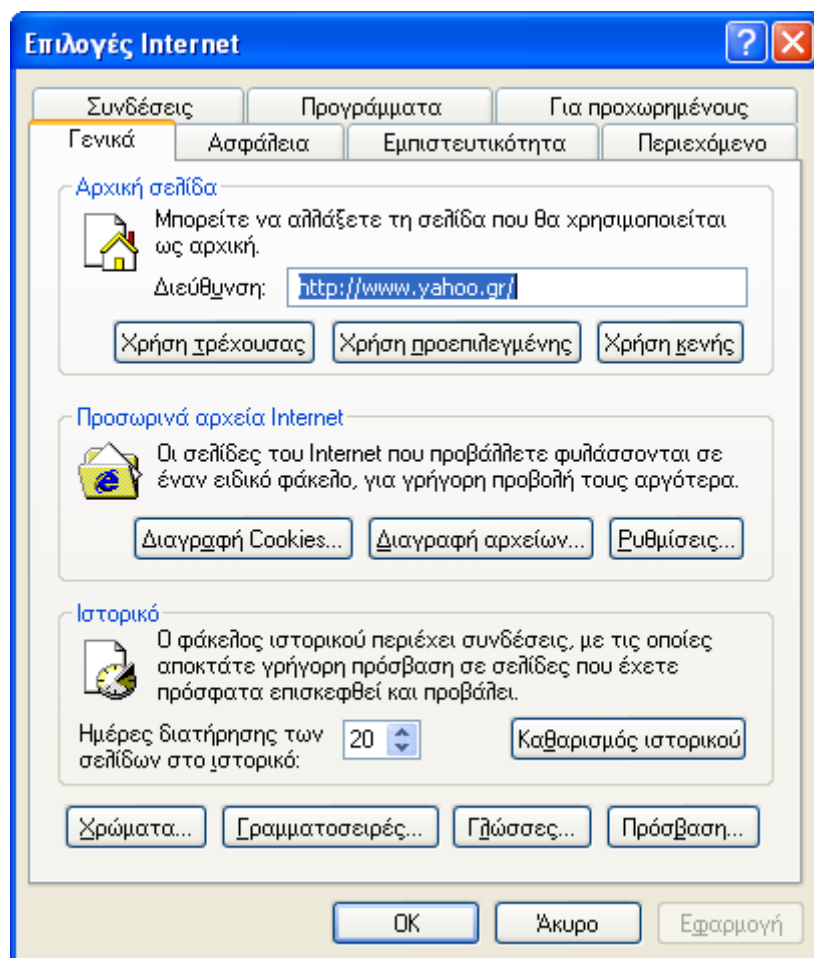 Επιλογές Internet
Συνδέσεις Προγράμματα Για προχωρημένους
Γενικά Ασφάλεια Εμπιστευτικότητα Περιεχόμενο
Αρχική σελίδα
Μπορείτε να αλλάξετε τη σελίδα που θα χρησιμοποιείται
ως αρχική.
Διεύθυνση: http://www.yahoo.gr/
Χρήση τρέχουσας Χρήση προεπιλεγμένης Χρήση κενής
Προσωρινά αρχεία Internet
Οι σελίδες του Internet που προβάλλετε φυλάσσονται σε
έναν ειδικό φάκελο, για γρήγορη προβολή τους αργότερα.
Διαγραφή Cookies... Διαγραφή αρχείων... Ρυθμίσεις...
Ιστορικό
Ο φάκελος ιστορικού περιέχει συνδέσεις, με τις οποίες
αποκτάτε γρήγορη πρόσβαση σε σελίδες που έχετε
πρόσφατα επισκεφθεί και προβάλει.
Ημέρες διατήρησης των
σελίδων στο ιστορικό: 20 Καθαρισμός ιστορικού
Χρώματα... Γραμματοσειρές... Γλώσσες... Πρόσβαση...
OK Άκυρο Εφαρμογή